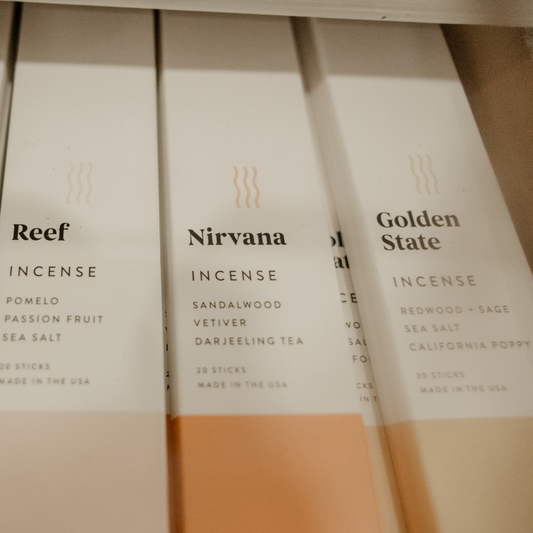 Reef
INCENSE
POMELO
PASSION FRUIT
SEA SALT
20 STICKS
MADE IN THE USA
Nirvana
INCENSE
SANDALWOOD
VETIVER
DARJEELING TEA
20 STICKS
MADE IN THE USA
Golden
State
INCENSE
REDWOOD + SAGE
SEA SALT
CALIFORNIA POPPY
20 STICKS
MADE IN THE USA